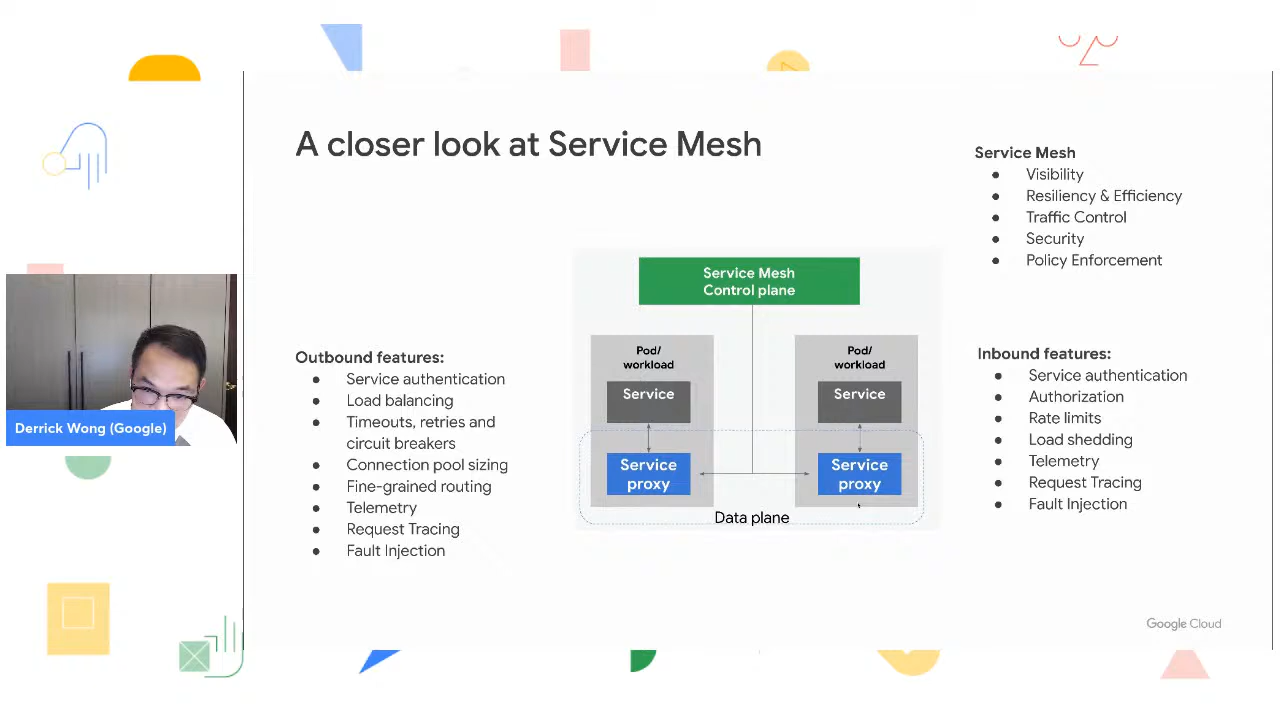 A closer look at Service Mesh
Service Mesh
● Visibility
● Resiliency & Efficiency
● Traffic Control
● Security
● Policy Enforcement
Service Mesh
Control plane
Pod/
workload
Service
Service
proxy
Pod/
workload
Service
Service
proxy
Data plane
Outbound features:
● Service authentication
● Load balancing
● Timeouts, retries and
circuit breakers
● Connection pool sizing
● Fine-grained routing
● Telemetry
● Request Tracing
● Fault Injection
Inbound features:
● Service authentication
● Authorization
● Rate limits
● Load shedding
● Telemetry
● Request Tracing
● Fault Injection
Derrick Wong (Google)
Google Cloud